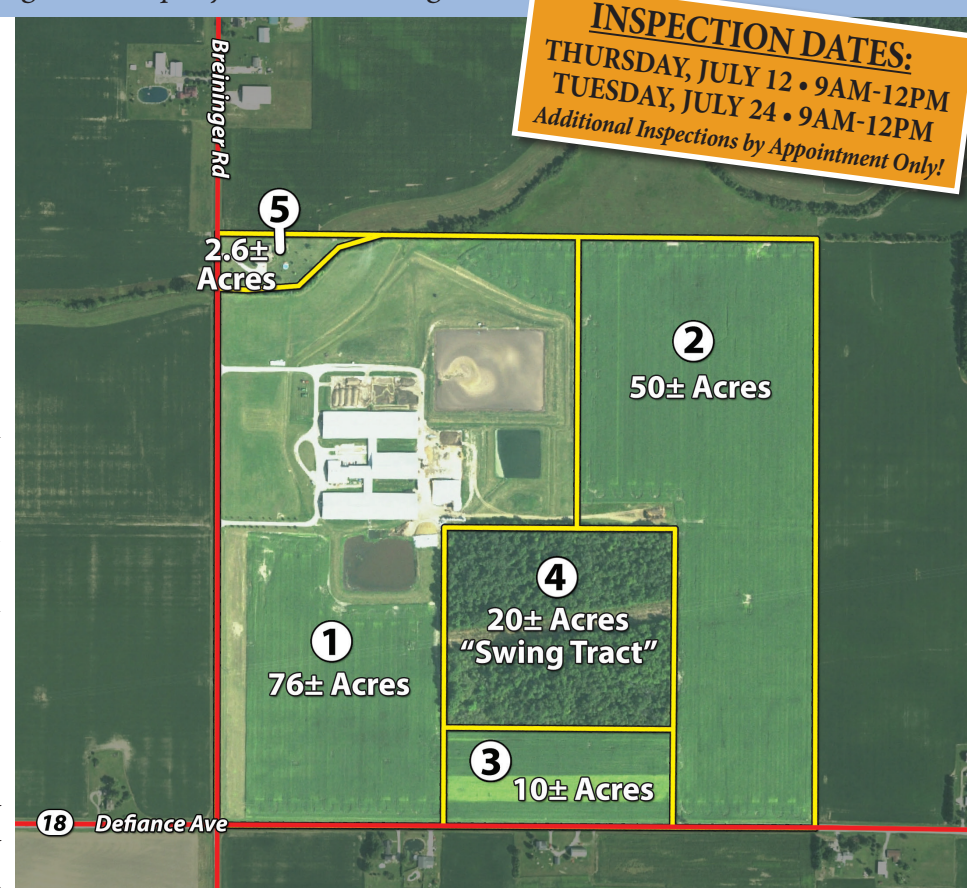 INSPECTION DATES:
THURSDAY, JULY 12 • 9AM-12PM
TUESDAY, JULY 24 • 9AM-12PM
Additional Inspections by Appointment Only!
Breininger Rd
5
2.6±
Acres
2
50± Acres
4
20± Acres
“Swing Tract”
1
76± Acres
3
10± Acres
18 Defiance Ave